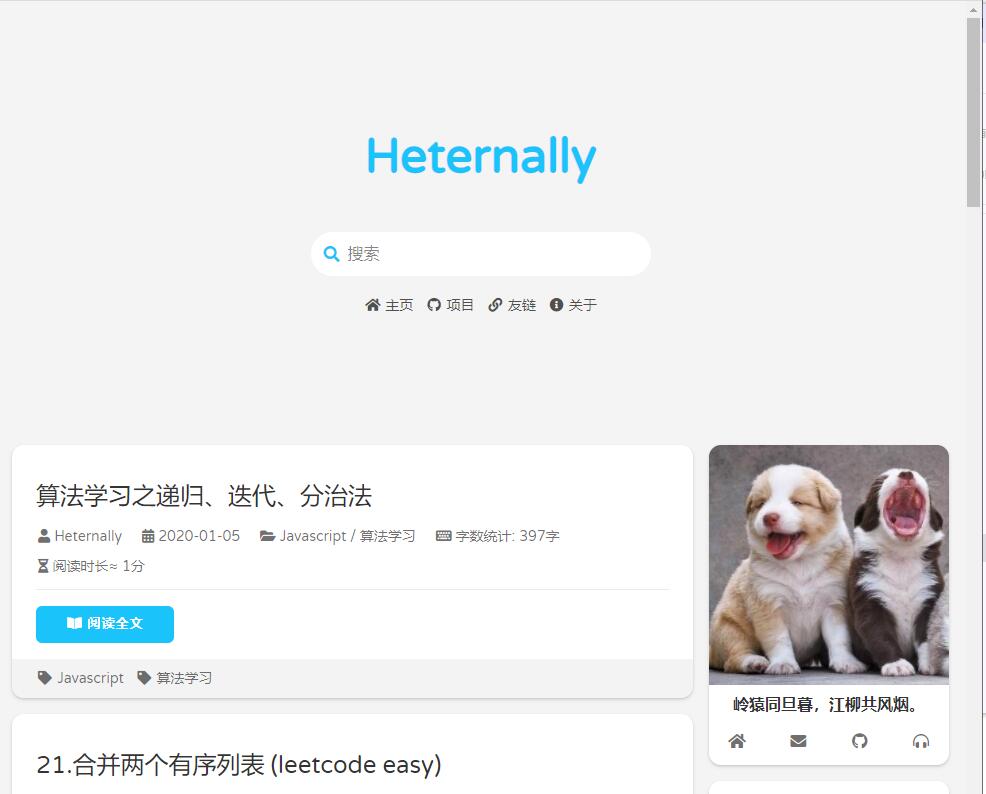 Heternally
搜索
主页 项目 友链 关于
算法学习之递归、迭代、分治法
Heternally 2020-01-05 Javascript / 算法学习 字数统计: 397字
阅读时长≈ 1分
阅读全文
Javascript 算法学习
21.合并两个有序列表 (leetcode easy)
岭猿同旦暮，江柳共风烟。